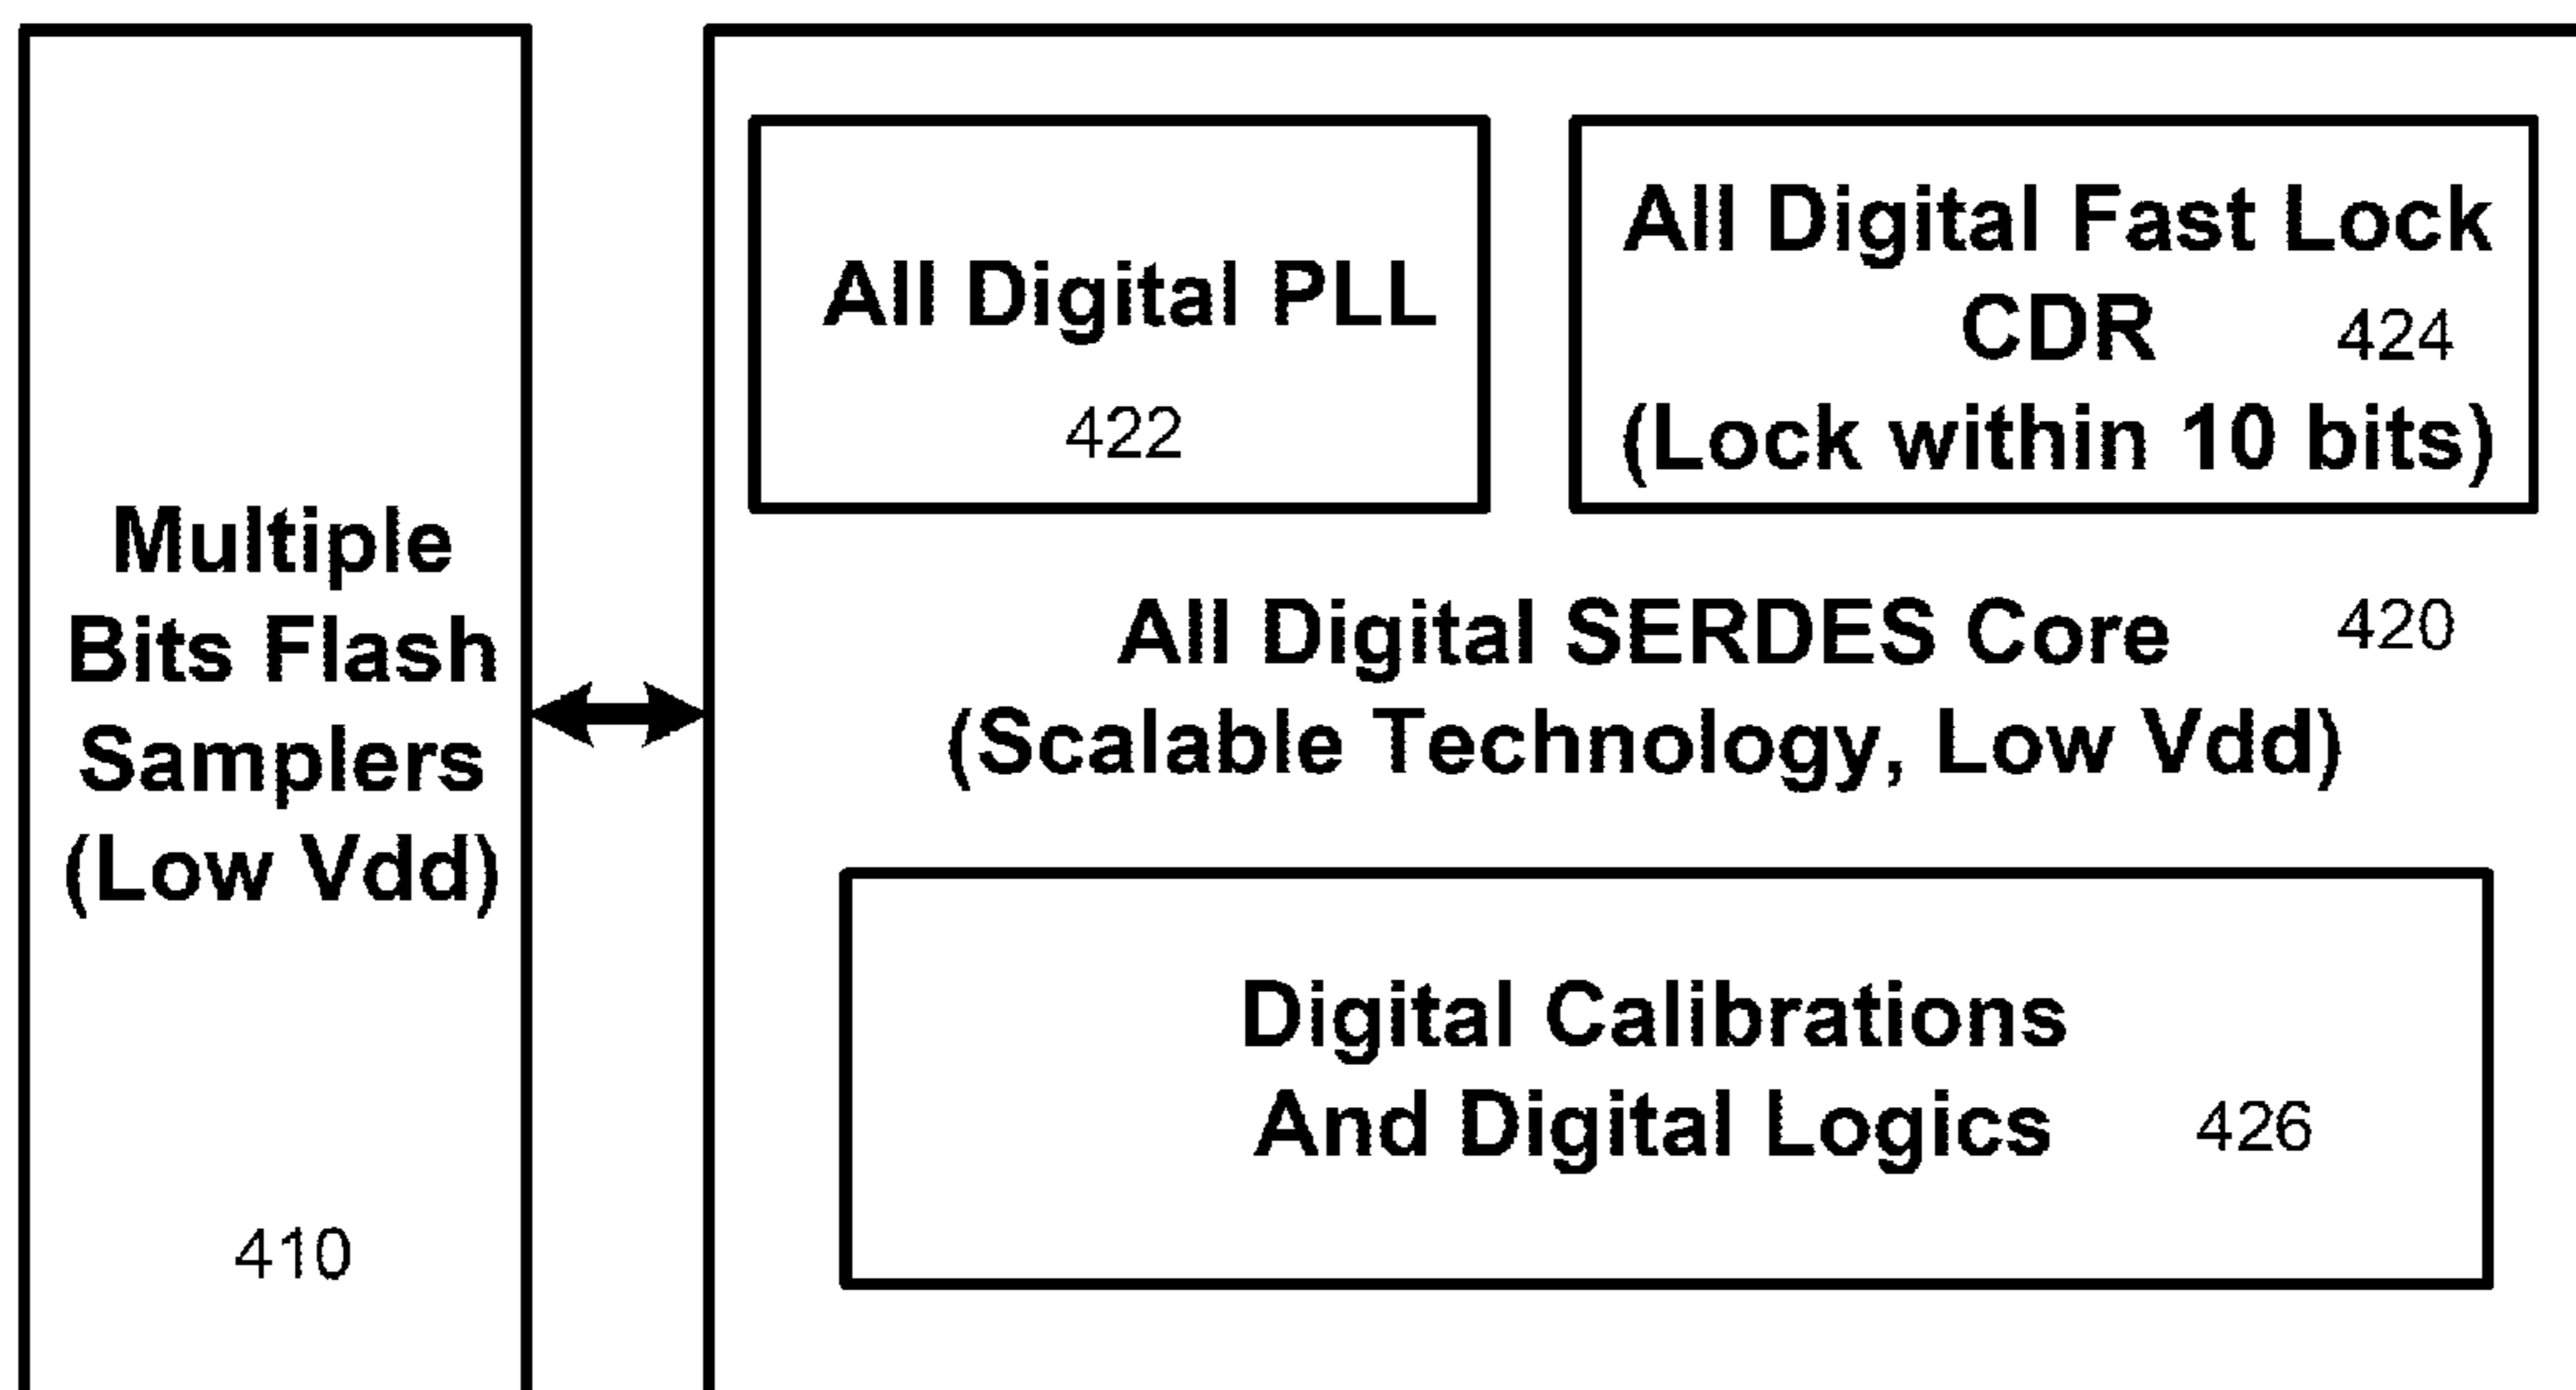 Multiple
Bits Flash
Samplers
(Low Vdd)
410
All Digital PLL
422
All Digital Fast Lock
CDR 424
(Lock within 10 bits)
All Digital SERDES Core 420
(Scalable Technology, Low Vdd)
Digital Calibrations
And Digital Logics 426